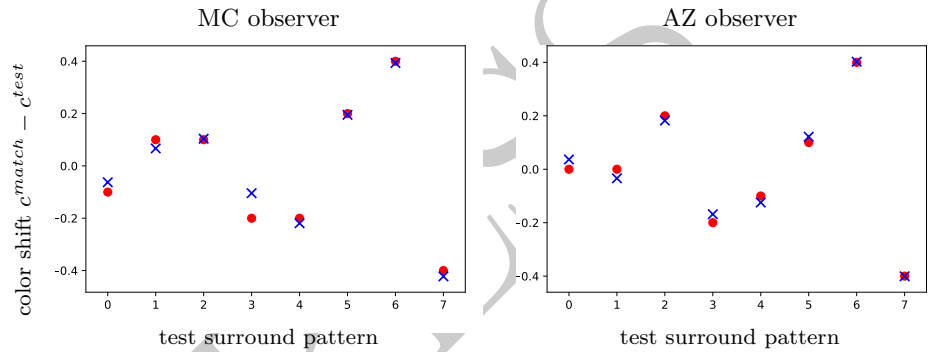 MC observer
AZ observer
color shift c^{match} − c^{test}
0.4
0.2
0.0
−0.2
−0.4
0 1 2 3 4 5 6 7
test surround pattern
0.4
0.2
0.0
−0.2
−0.4
0 1 2 3 4 5 6 7
test surround pattern